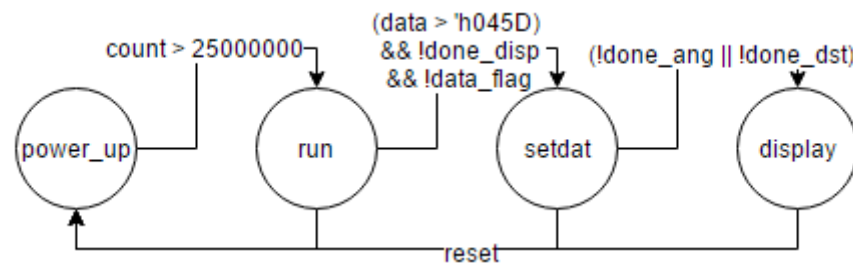 (data > 'h045D)
count > 25000000
&& !done_disp
(!done_ang || !done_dst)
&& !data_flag
power_up
run
setdat
display
reset